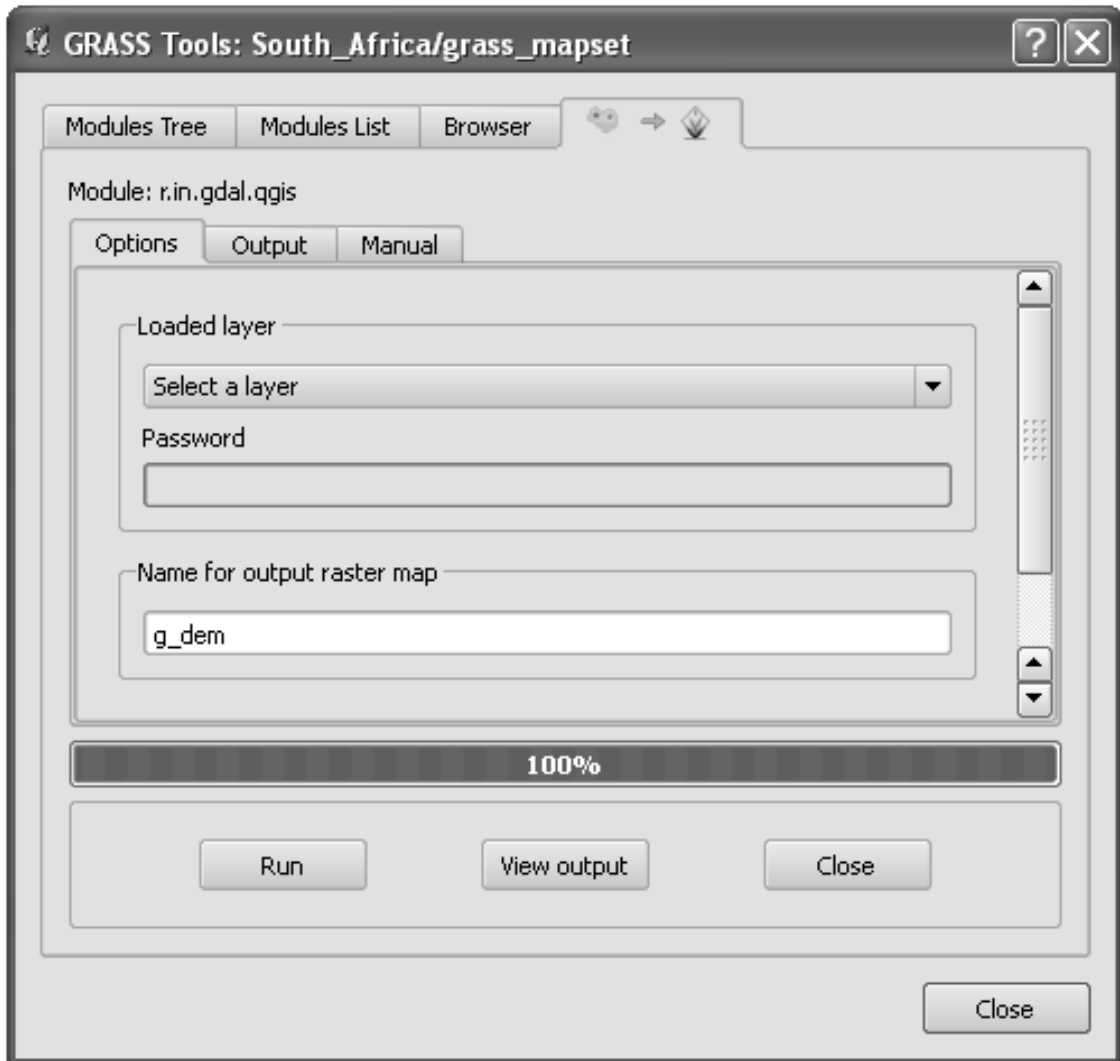 GRASS Tools: South_Africa/grass_mapset
Modules Tree Modules List Browser
Module: r.in.gdal.qgis
Options Output Manual
Loaded layer
Select a layer
Password
Name for output raster map
g_dem
100%
Run View output Close
Close